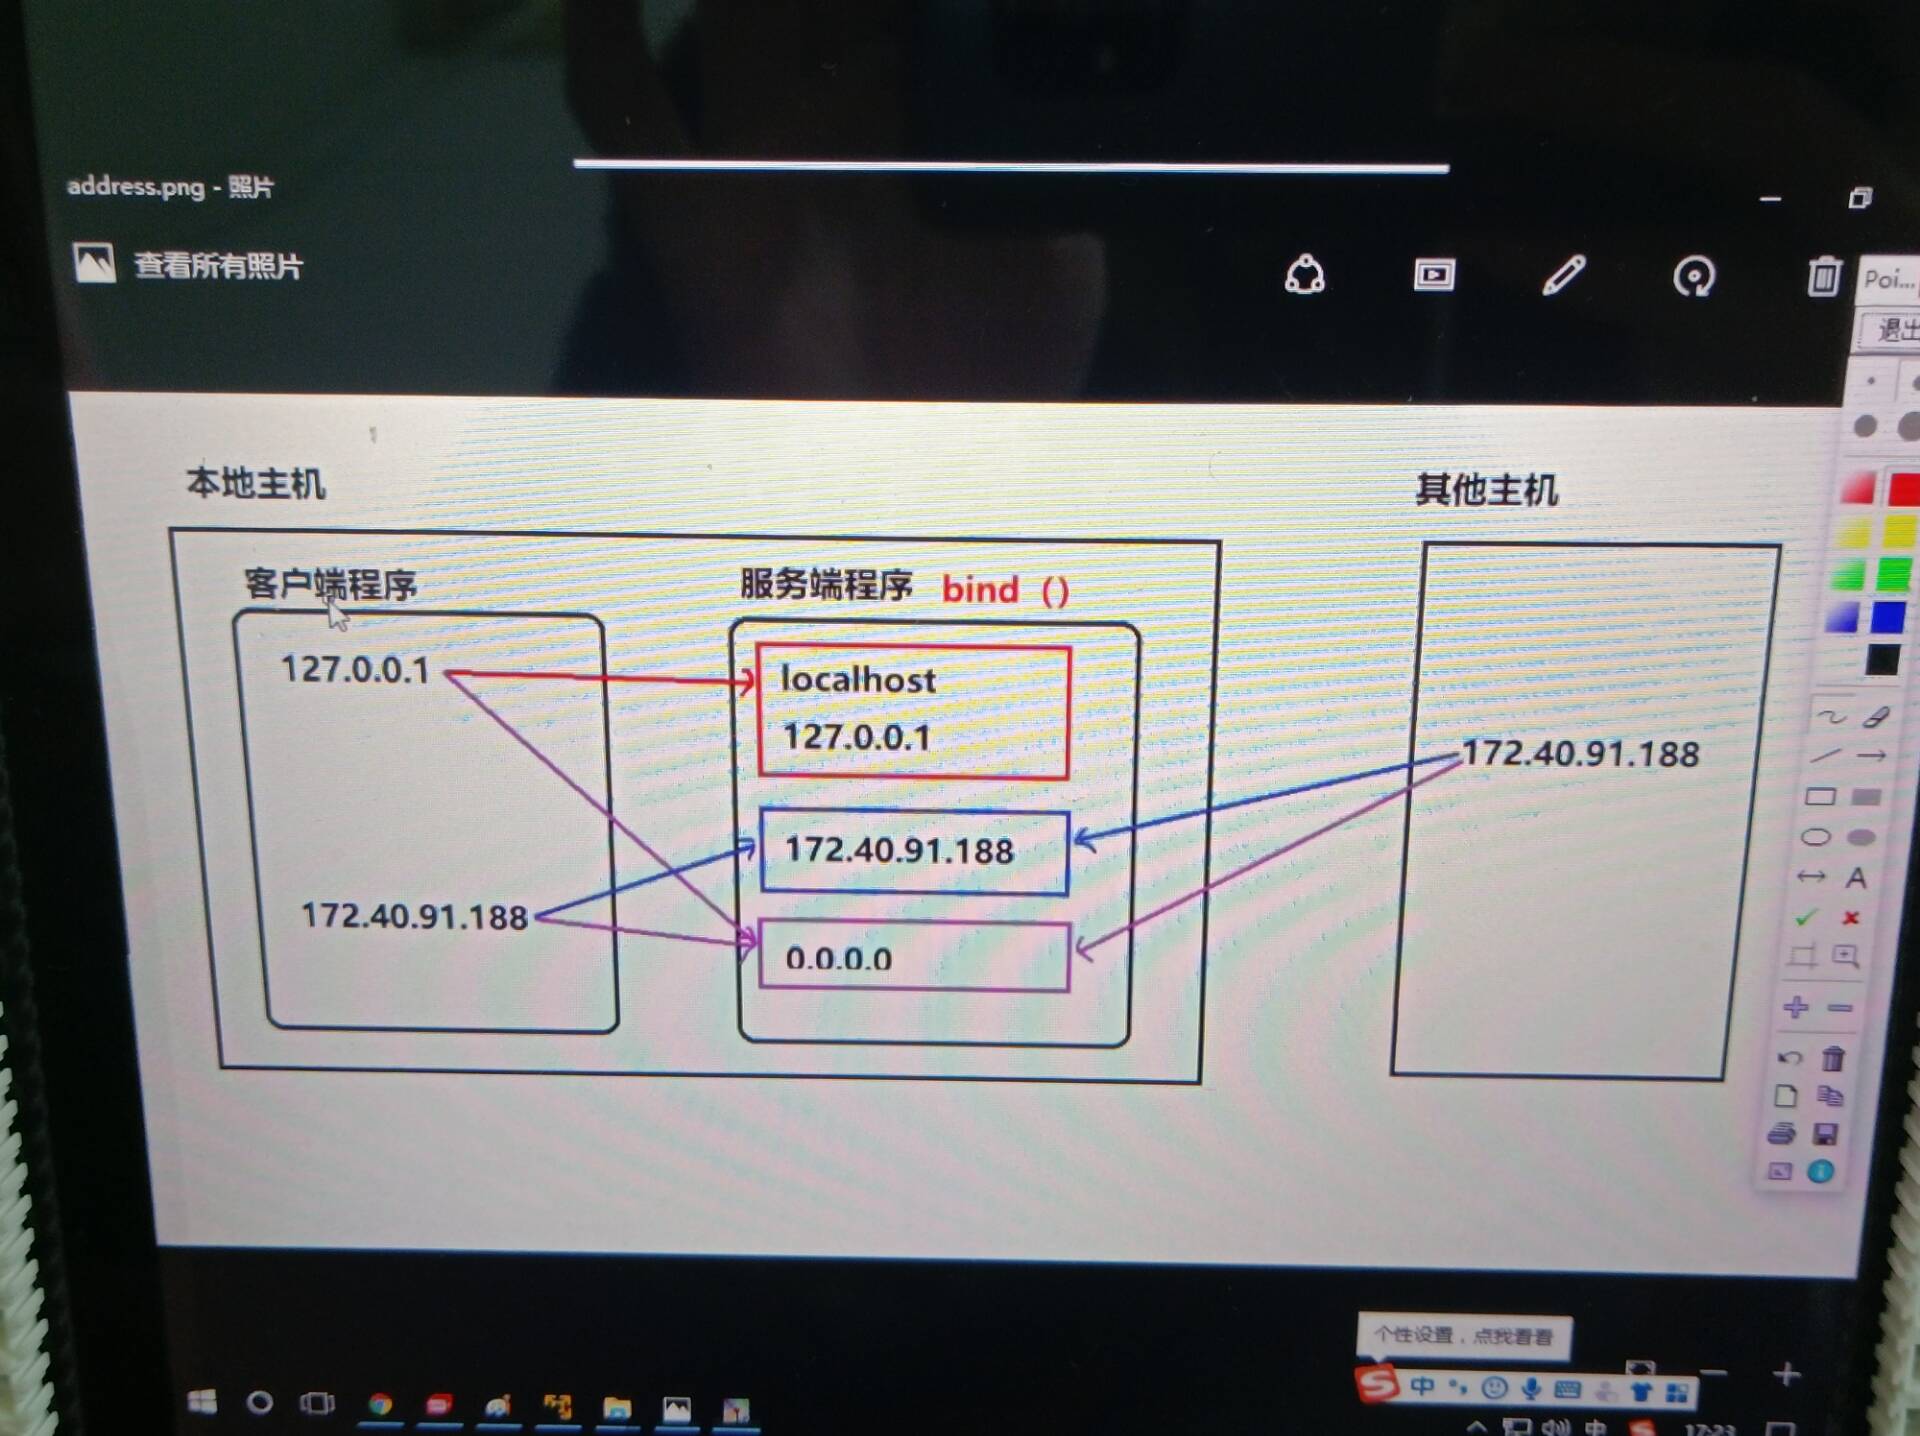 address.png - 照片
查看所有照片
Poi...
退出
本地主机
其他主机
客户端程序
服务端程序 bind ()
127.0.0.1
localhost
127.0.0.1
172.40.91.188
172.40.91.188
172.40.91.188
0.0.0.0
A
个性设置，点我看看
中
中
17:23